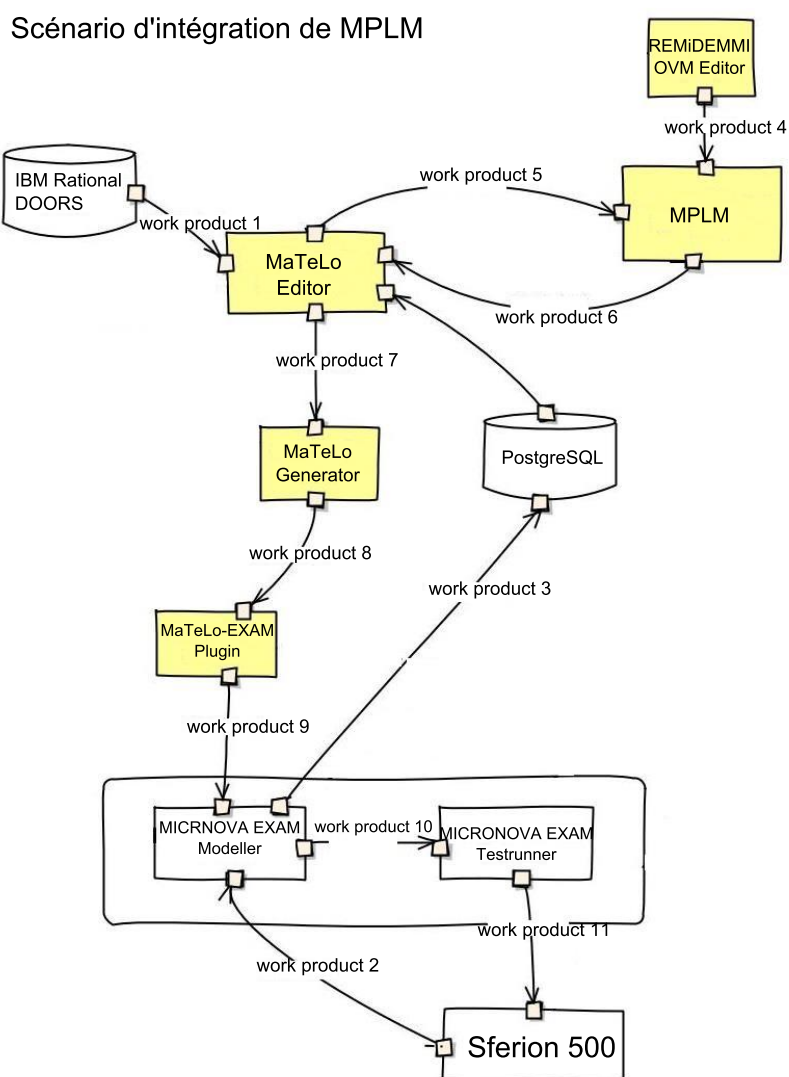 Scénario d'intégration de MPLM
REMiDEMMI
OVM Editor
work product 4
IBM Rational
DOORS
work product 5
MPLM
work product 1
MaTeLo
Editor
work product 6
work product 7
MaTeLo
Generator
PostgreSQL
work product 8
work product 3
MaTeLo-EXAM
Plugin
work product 9
MICRNOVA EXAM
Modeller
work product 10
MICRONOVA EXAM
Testrunner
work product 11
work product 2
Sferion 500